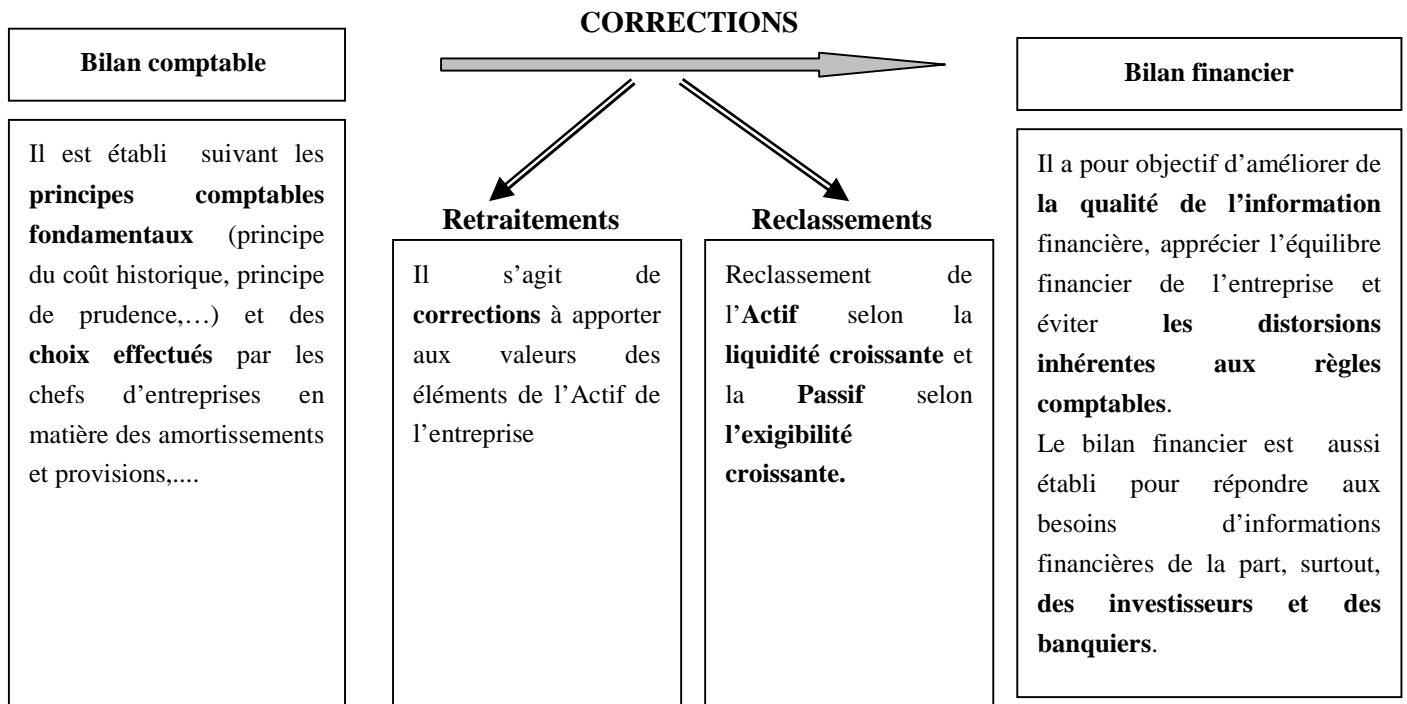 CORRECTIONS
Bilan comptable
Il est établi suivant les
principes comptables
fondamentaux (principe
du coût historique, principe
de prudence,…) et des
choix effectués par les
chefs d’entreprises en
matière des amortissements
et provisions,....
Retraitements
Il s’agit de
corrections à apporter
aux valeurs des
éléments de l’Actif de
l’entreprise
Reclassements
Reclassement de
l’Actif selon la
liquidité croissante et
la Passif selon
l’exigibilité
croissante.
Bilan financier
Il a pour objectif d’améliorer de
la qualité de l’information
financière, apprécier l’équilibre
financier de l’entreprise et
éviter les distorsions
inhérentes aux règles
comptables.
Le bilan financier est aussi
établi pour répondre aux
besoins d’informations
financières de la part, surtout,
des investisseurs et des
banquiers.